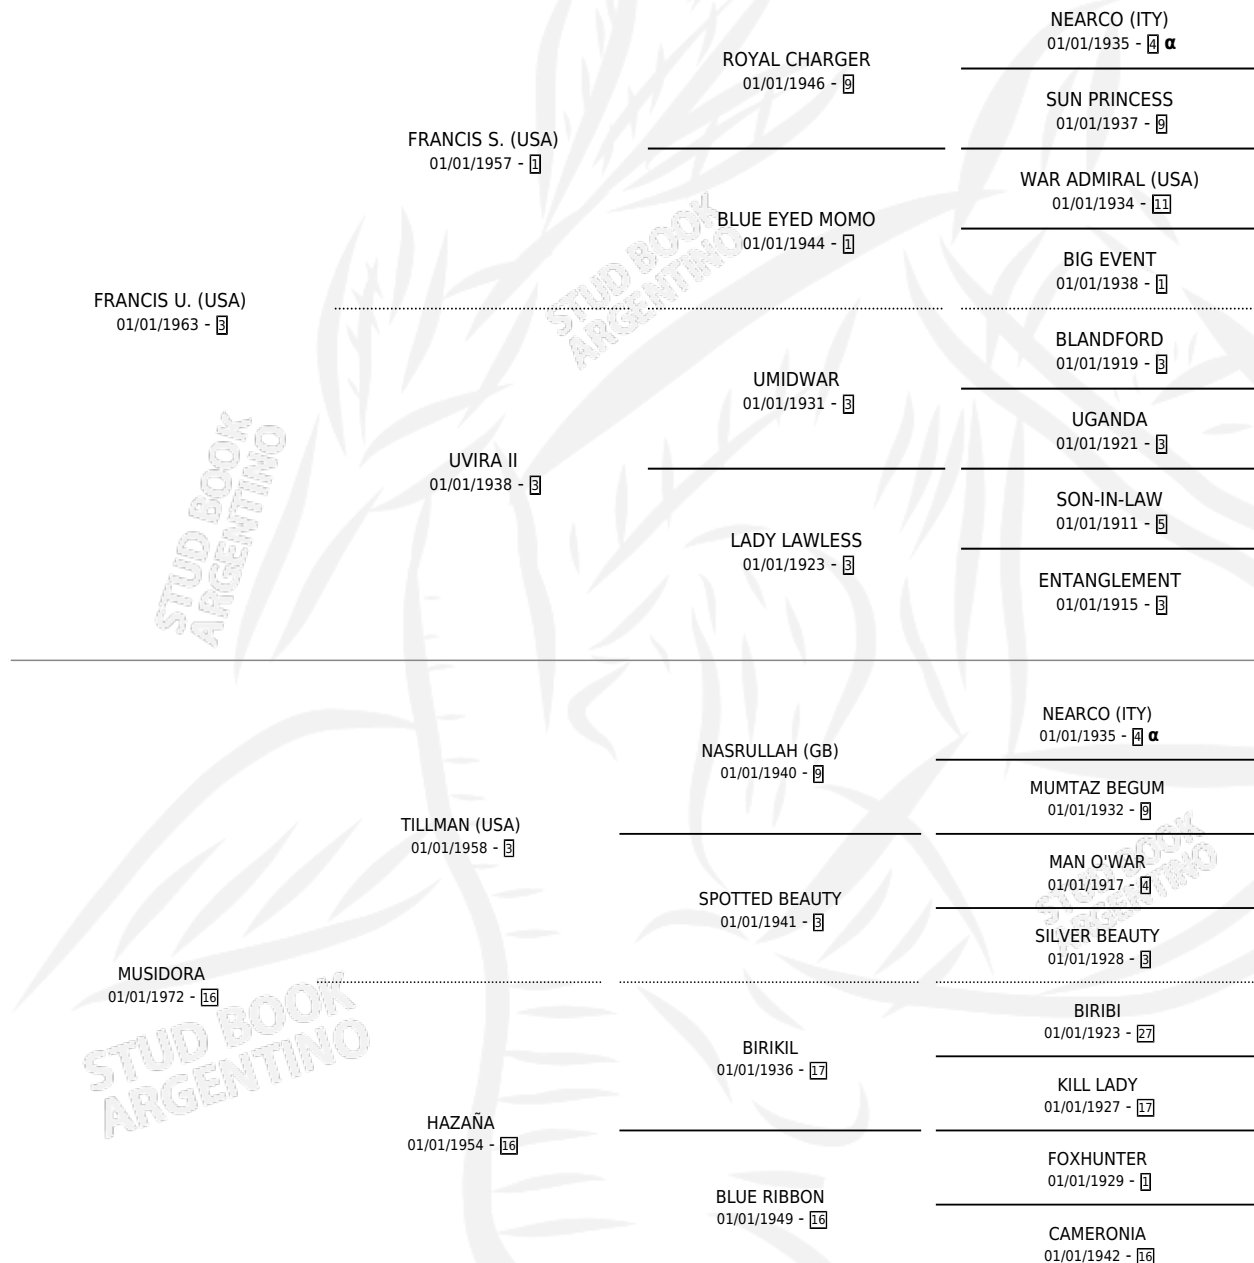 NEARCO (ITY)
01/01/1935 - 4 α
ROYAL CHARGER
01/01/1946 - 9
SUN PRINCESS
01/01/1937 - 9
FRANCIS S. (USA)
01/01/1957 - 1
WAR ADMIRAL (USA)
01/01/1934 - 11
BLUE EYED MOMO
01/01/1944 - 1
BIG EVENT
01/01/1938 - 1
STUD BOOK
ARGENTINO
FRANCIS U. (USA)
01/01/1963 - 3
BLANDFORD
01/01/1919 - 3
UMIDWAR
01/01/1931 - 3
UGANDA
01/01/1921 - 3
UVIRA II
01/01/1938 - 3
SON-IN-LAW
01/01/1911 - 5
LADY LAWLESS
01/01/1923 - 3
ENTANGLEMENT
01/01/1915 - 3
STUD BOOK
ARGENTINO
NEARCO (ITY)
01/01/1935 - 4 α
NASRULLAH (GB)
01/01/1940 - 9
MUMTAZ BEGUM
01/01/1932 - 9
TILLMAN (USA)
01/01/1958 - 3
MAN O'WAR
01/01/1917 - 4
SPOTTED BEAUTY
01/01/1941 - 3
SILVER BEAUTY
01/01/1928 - 3
STUD BOOK
ARGENTINO
MUSIDORA
01/01/1972 - 16
BIRIBI
01/01/1923 - 27
BIRIKIL
01/01/1936 - 17
KILL LADY
01/01/1927 - 17
HAZAÑA
01/01/1954 - 16
FOXHUNTER
01/01/1929 - 1
BLUE RIBBON
01/01/1949 - 16
CAMERONIA
01/01/1942 - 16
STUD BOOK
ARGENTINO